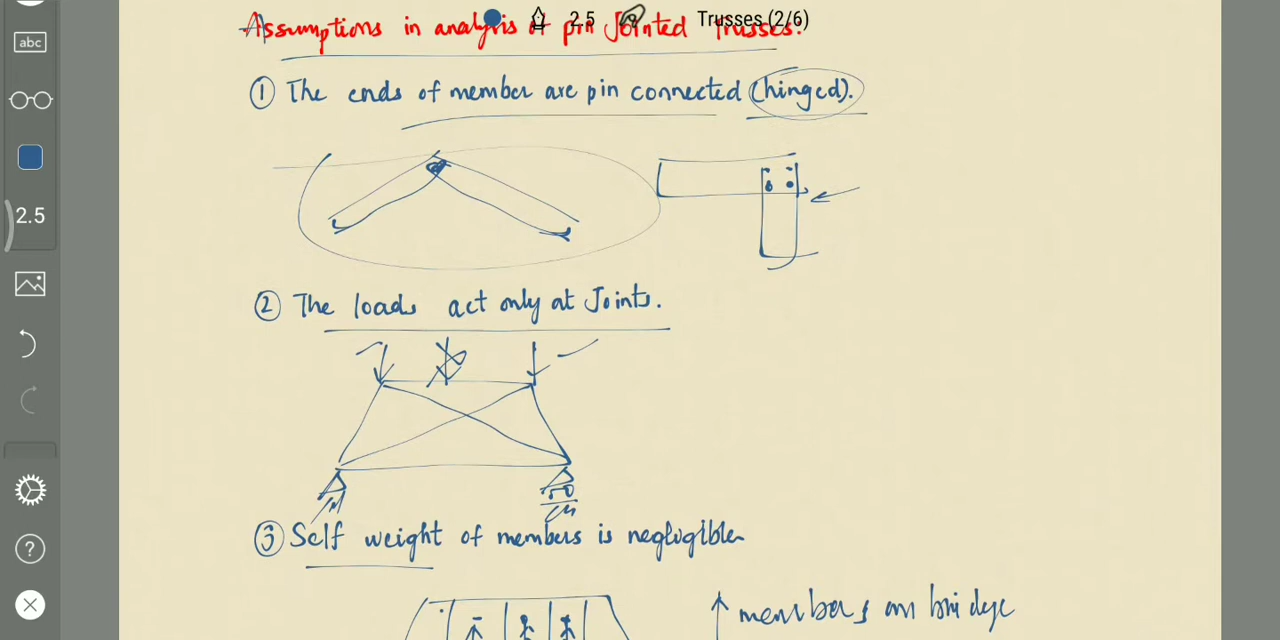 2.5 Trusses (2/6)
Assumptions in analysis of pin Jointed Trusses:
abc
① The ends of member are pin connected (hinged).
2.5
② The loads act only at Joints.
③ Self weight of members is neglugible
↑ members on bridge